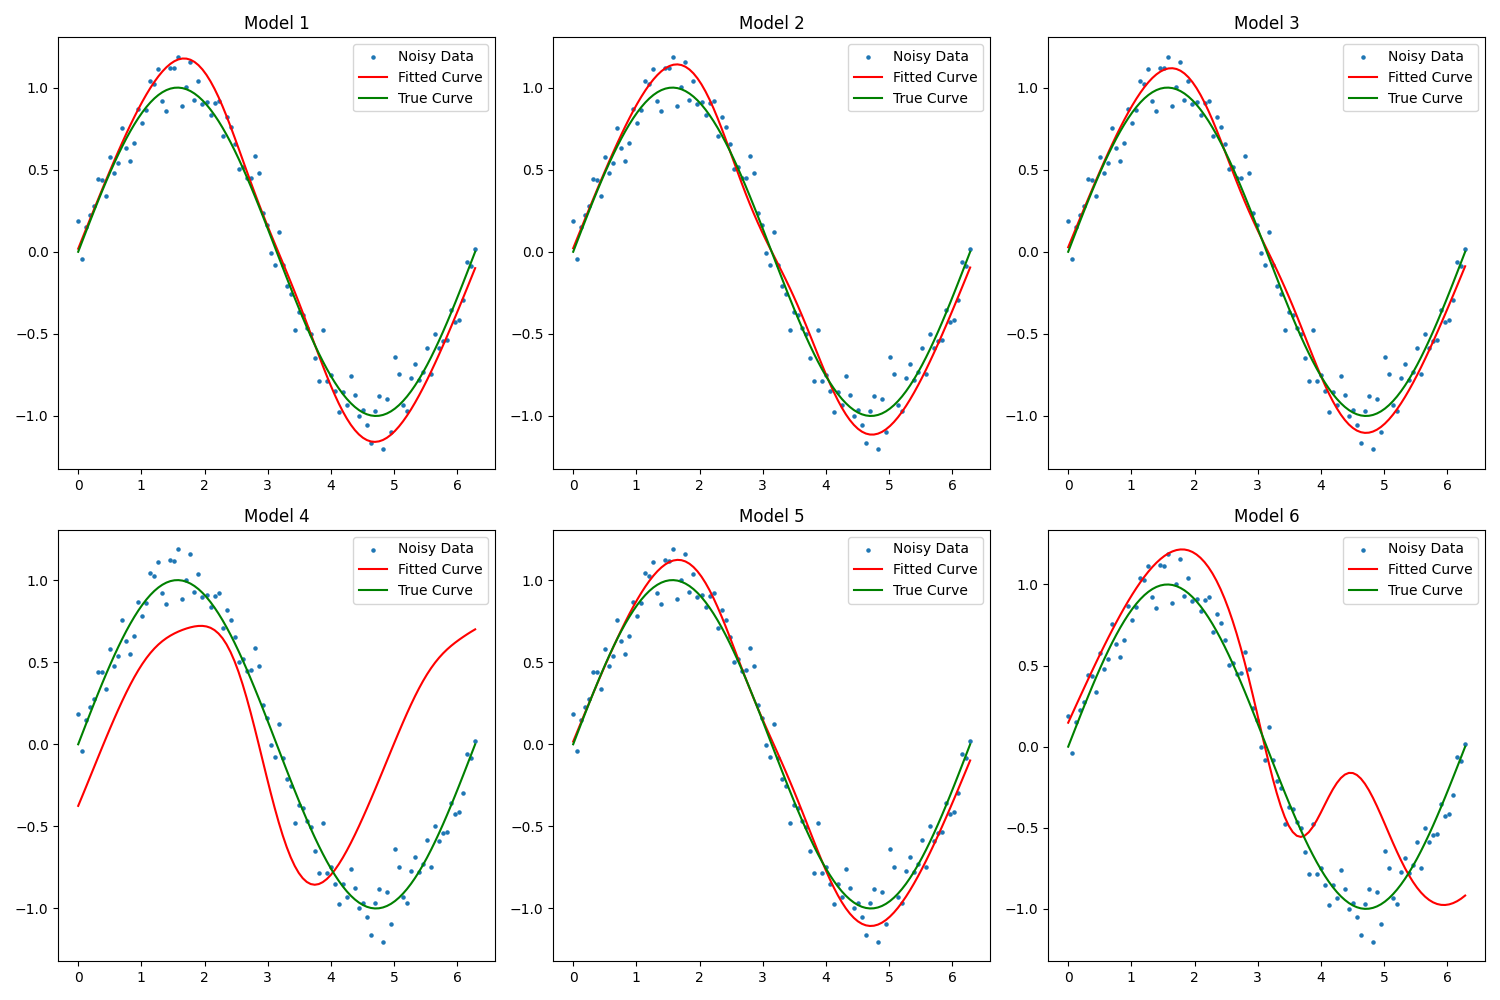 Model 1
Noisy Data
Fitted Curve
True Curve
1.0
0.5
0.0
−0.5
−1.0
0 1 2 3 4 5 6
Model 2
Noisy Data
Fitted Curve
True Curve
1.0
0.5
0.0
−0.5
−1.0
0 1 2 3 4 5 6
Model 3
Noisy Data
Fitted Curve
True Curve
1.0
0.5
0.0
−0.5
−1.0
0 1 2 3 4 5 6
Model 4
Noisy Data
Fitted Curve
True Curve
1.0
0.5
0.0
−0.5
−1.0
0 1 2 3 4 5 6
Model 5
Noisy Data
Fitted Curve
True Curve
1.0
0.5
0.0
−0.5
−1.0
0 1 2 3 4 5 6
Model 6
Noisy Data
Fitted Curve
True Curve
1.0
0.5
0.0
−0.5
−1.0
0 1 2 3 4 5 6